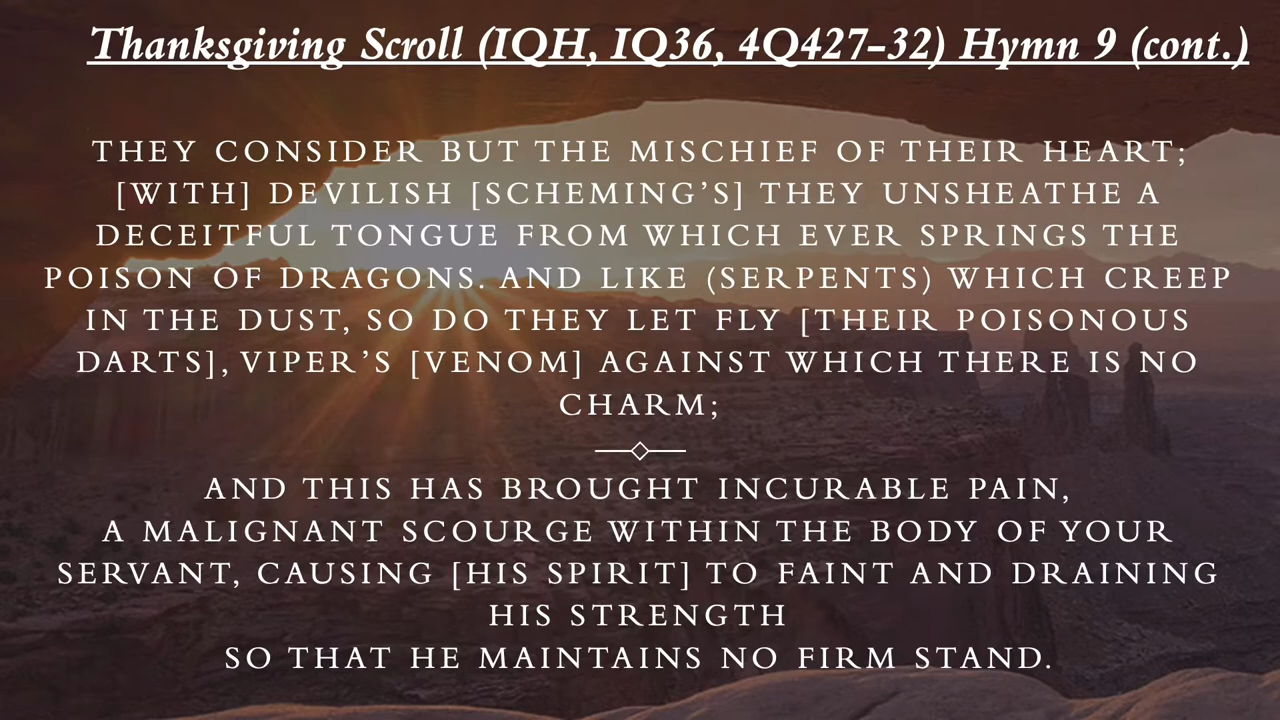 Thanksgiving Scroll (IQH, IQ36, 4Q427-32) Hymn 9 (cont.)
THEY CONSIDER BUT THE MISCHIEF OF THEIR HEART;
[WITH] DEVILISH [SCHEMING'S] THEY UNSHEATHE A
DECEITFUL TONGUE FROM WHICH EVER SPRINGS THE
POISON OF DRAGONS. AND LIKE (SERPENTS) WHICH CREEP
IN THE DUST, SO DO THEY LET FLY [THEIR POISONOUS
DARTS], VIPER'S [VENOM] AGAINST WHICH THERE IS NO
CHARM;
AND THIS HAS BROUGHT INCURABLE PAIN,
A MALIGNANT SCOURGE WITHIN THE BODY OF YOUR
SERVANT, CAUSING [HIS SPIRIT] TO FAINT AND DRAINING
HIS STRENGTH
SO THAT HE MAINTAINS NO FIRM STAND.